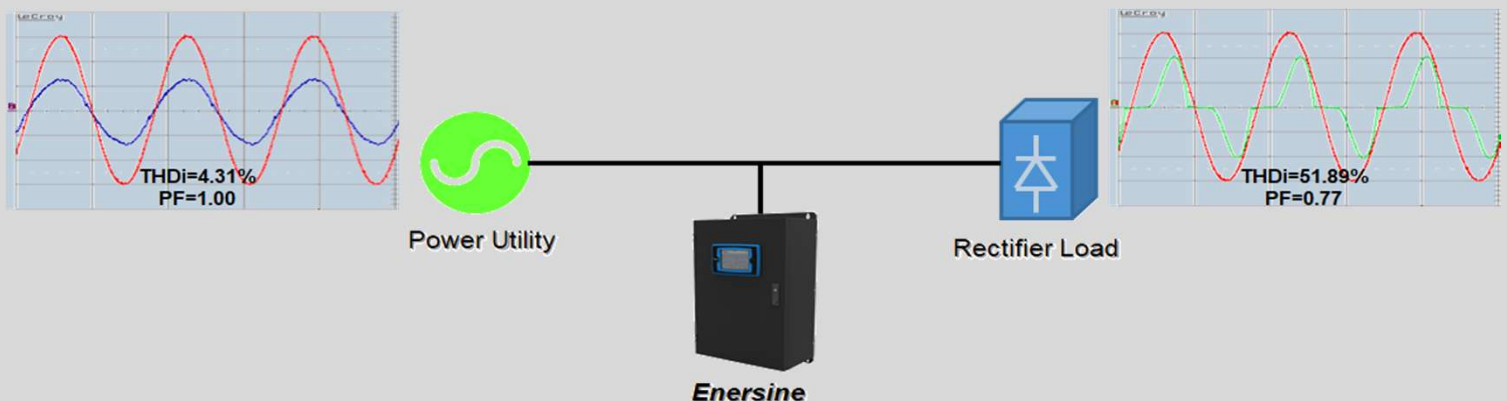 LeCroy
THDi=4.31%
PF=1.00
Power Utility
Enersine
Rectifier Load
LeCroy
THDi=51.89%
PF=0.77